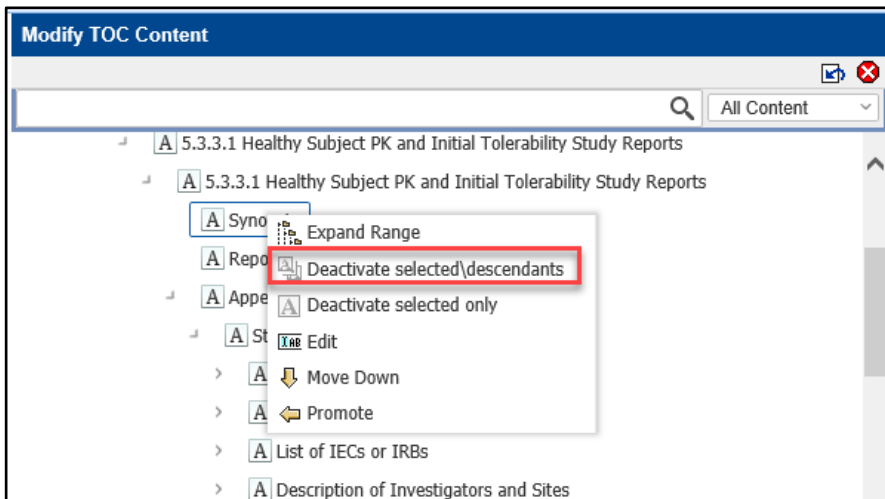 Modify TOC Content
All Content
A 5.3.3.1 Healthy Subject PK and Initial Tolerability Study Reports
A 5.3.3.1 Healthy Subject PK and Initial Tolerability Study Reports
A
Expand Range
A Deactivate selected\descendants
A
A Deactivate selected only
A
Edit
A
Move Down
A
Promote
A
A List of IECs or IRBs
A Description of Investigators and Sites